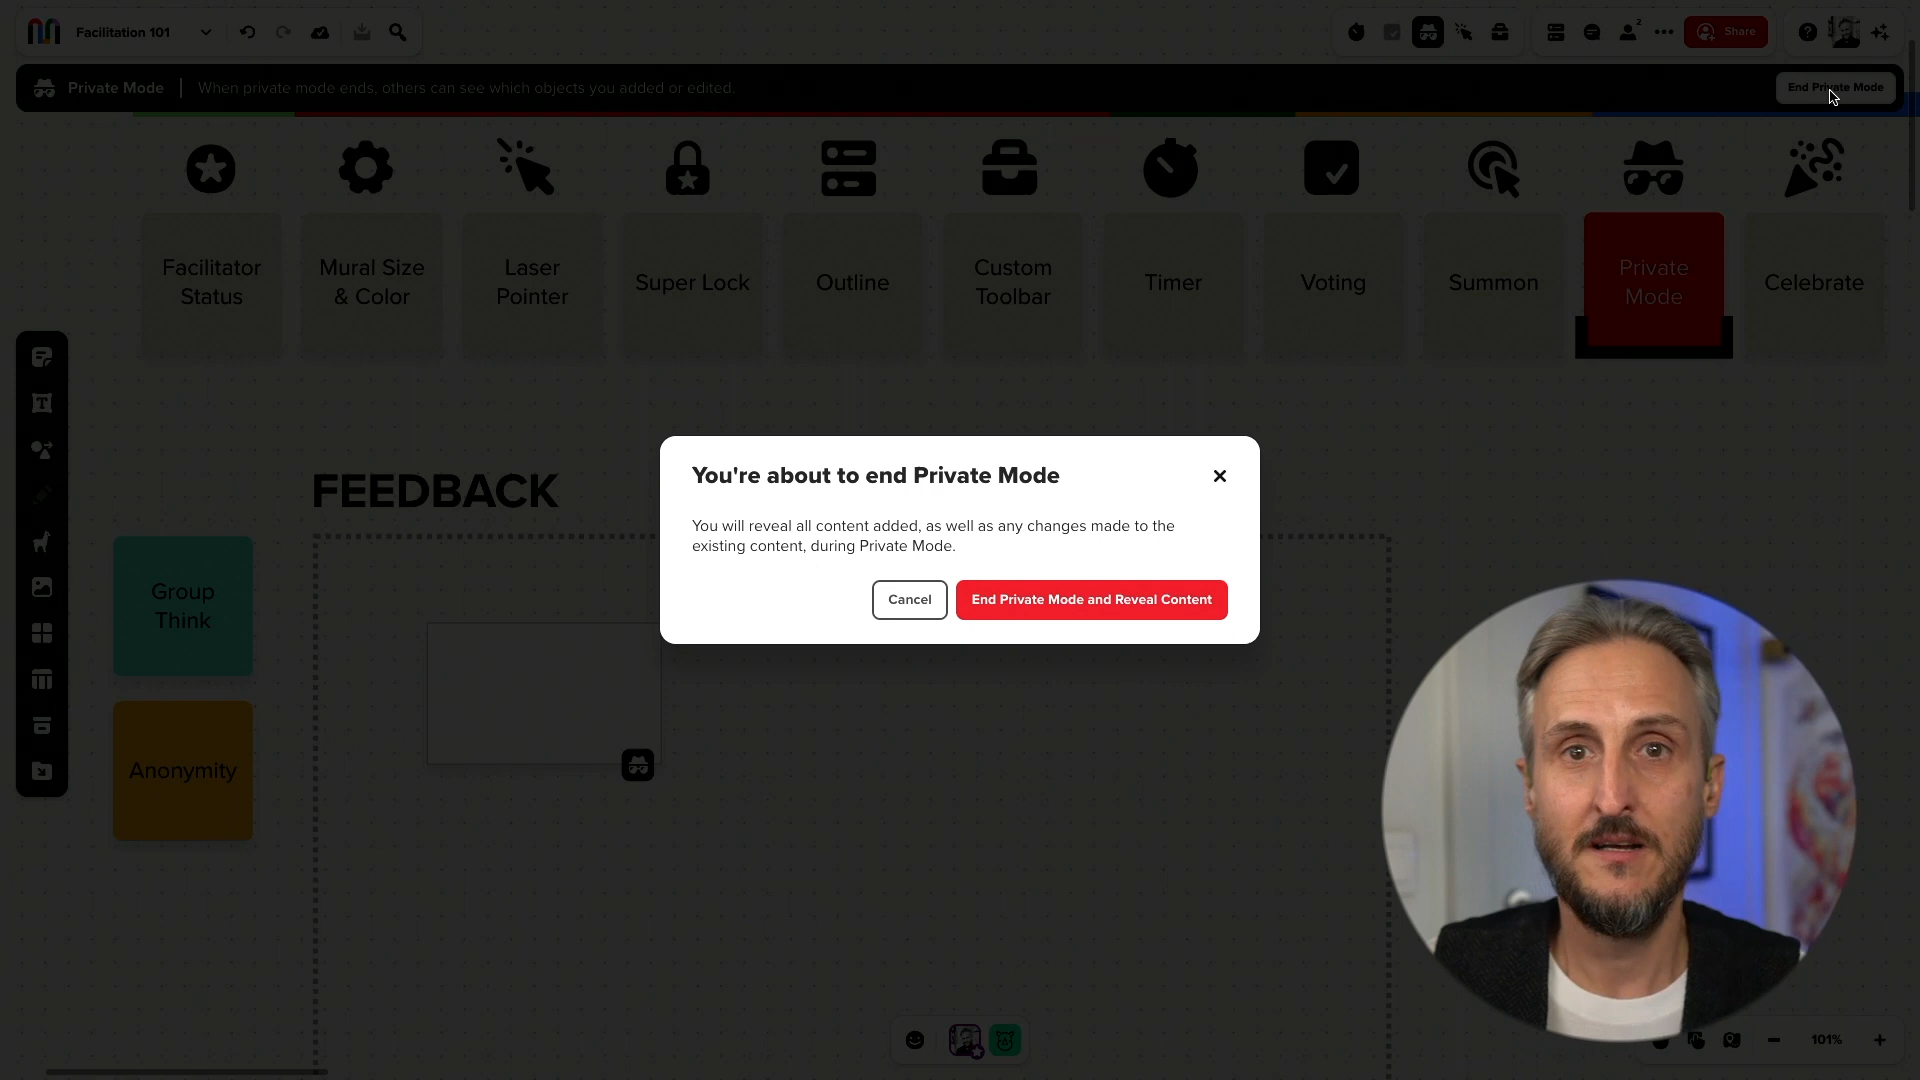 Facilitation 101
2
Share
Private Mode
When private mode ends, others can see which objects you added or edited.
End Private Mode
Facilitator
Status
Mural Size
& Color
Laser
Pointer
Super Lock
Outline
Custom
Toolbar
Timer
Voting
Summon
Private
Mode
Celebrate
FEEDBACK
You're about to end Private Mode
You will reveal all content added, as well as any changes made to the
existing content, during Private Mode.
Cancel
End Private Mode and Reveal Content
Group
Think
Anonymity
101%